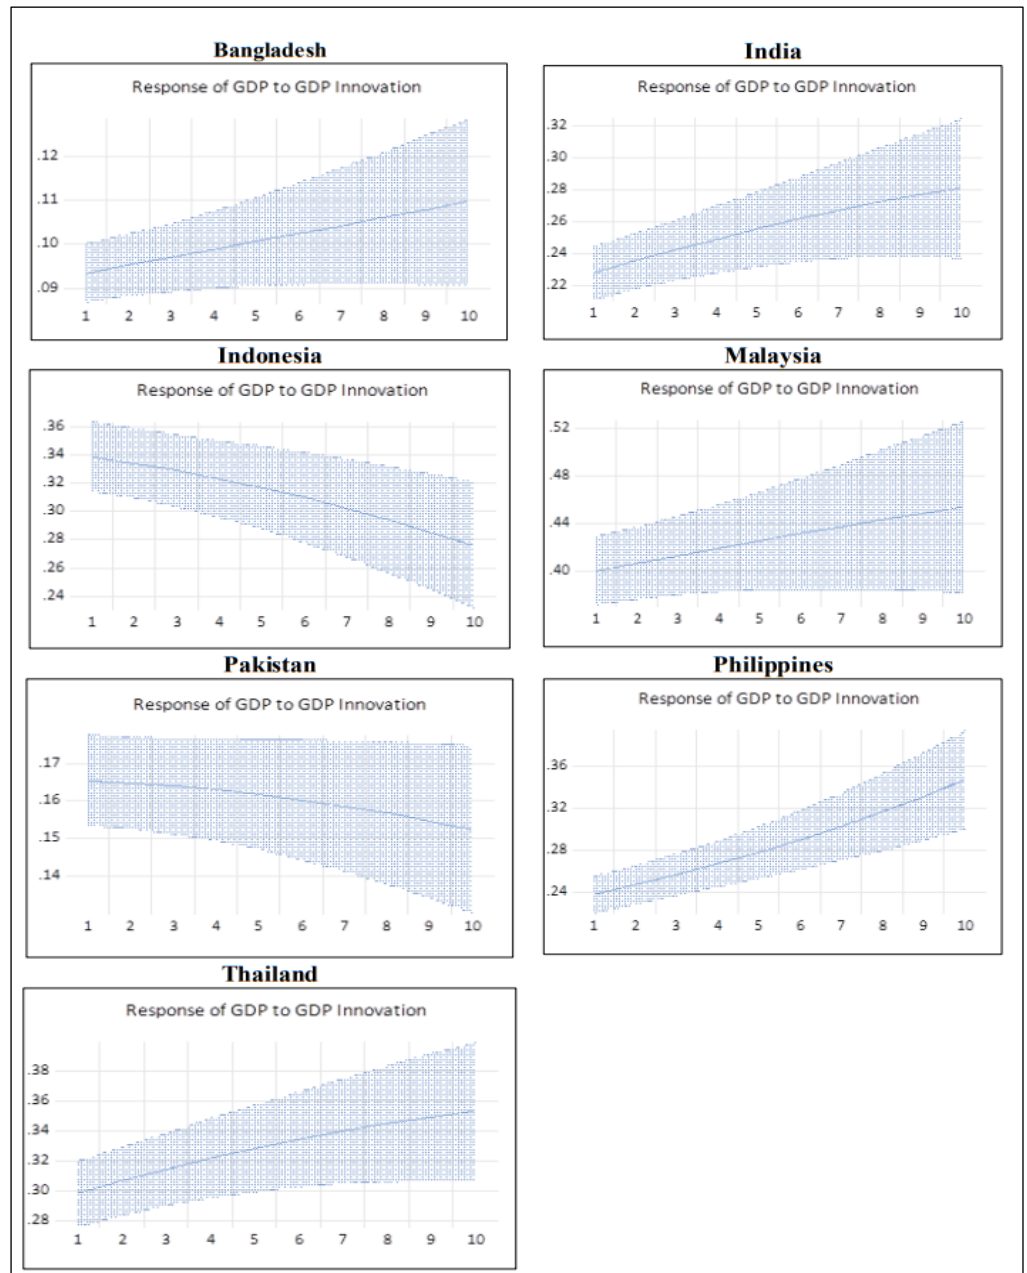 Bangladesh
Response of GDP to GDP Innovation
.12
.11
.10
.09
1 2 3 4 5 6 7 8 9 10
India
Response of GDP to GDP Innovation
.32
.30
.28
.26
.24
.22
1 2 3 4 5 6 7 8 9 10
Indonesia
Response of GDP to GDP Innovation
.36
.34
.32
.30
.28
.26
.24
1 2 3 4 5 6 7 8 9 10
Malaysia
Response of GDP to GDP Innovation
.52
.48
.44
.40
1 2 3 4 5 6 7 8 9 10
Pakistan
Response of GDP to GDP Innovation
.17
.16
.15
.14
1 2 3 4 5 6 7 8 9 10
Philippines
Response of GDP to GDP Innovation
.36
.32
.28
.24
1 2 3 4 5 6 7 8 9 10
Thailand
Response of GDP to GDP Innovation
.38
.36
.34
.32
.30
.28
1 2 3 4 5 6 7 8 9 10